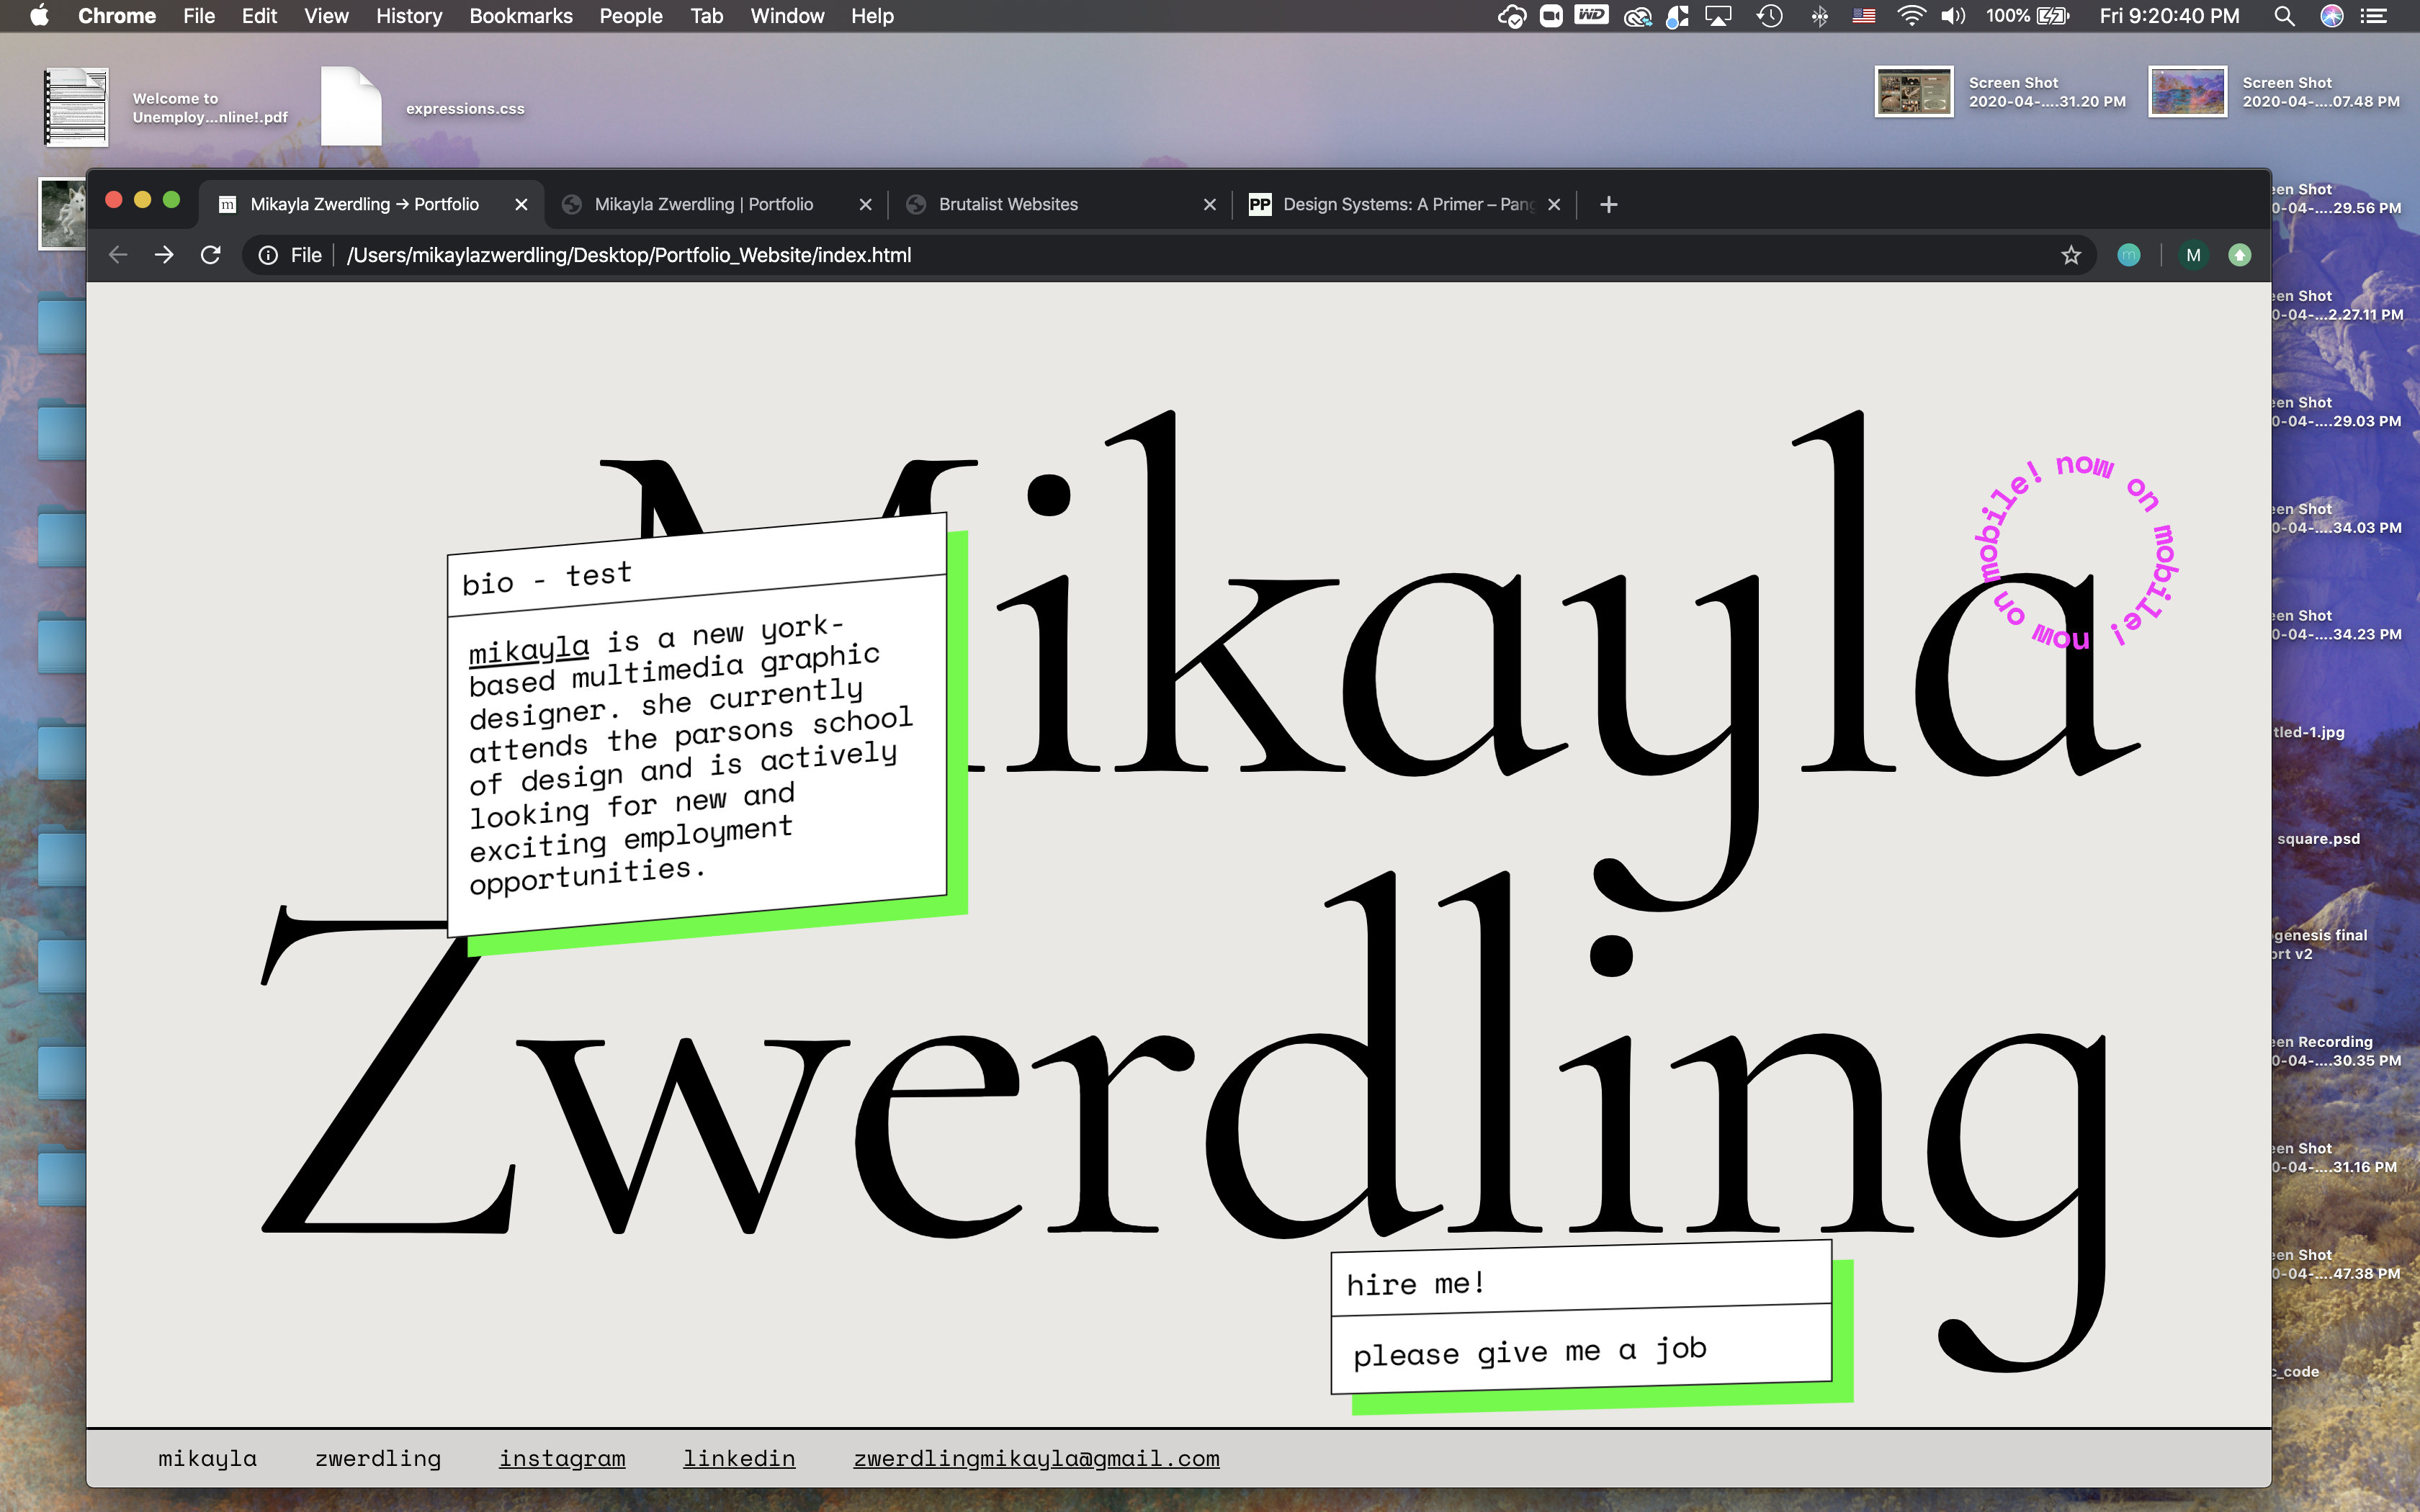 Chrome File Edit View History Bookmarks People Tab Window Help
100%
Fri 9:20:40 PM
Welcome to
Unemploy...nline!.pdf
expressions.css
Screen Shot
2020-04-....31.20 PM
Screen Shot
2020-04-....07.48 PM
Mikayla Zwerdling → Portfolio
Mikayla Zwerdling | Portfolio
Brutalist Websites
PP Design Systems: A Primer – Pang
File /Users/mikaylazwerdling/Desktop/Portfolio_Website/index.html
M
Mikayla
Zwerdling
now on mobile! now on mobile!
bio - test
mikayla is a new york-
based multimedia graphic
designer. she currently
attends the parsons school
of design and is actively
looking for new and
exciting employment
opportunities.
hire me!
please give me a job
mikayla zwerdling instagram linkedin zwerdlingmikayla@gmail.com
een Shot
0-04-....29.56 PM
een Shot
0-04-...2.27.11 PM
een Shot
0-04-....29.03 PM
een Shot
0-04-....34.03 PM
een Shot
0-04-....34.23 PM
tled-1.jpg
square.psd
genesis final
ort v2
een Recording
0-04-....30.35 PM
een Shot
0-04-....31.16 PM
een Shot
0-04-....47.38 PM
c_code